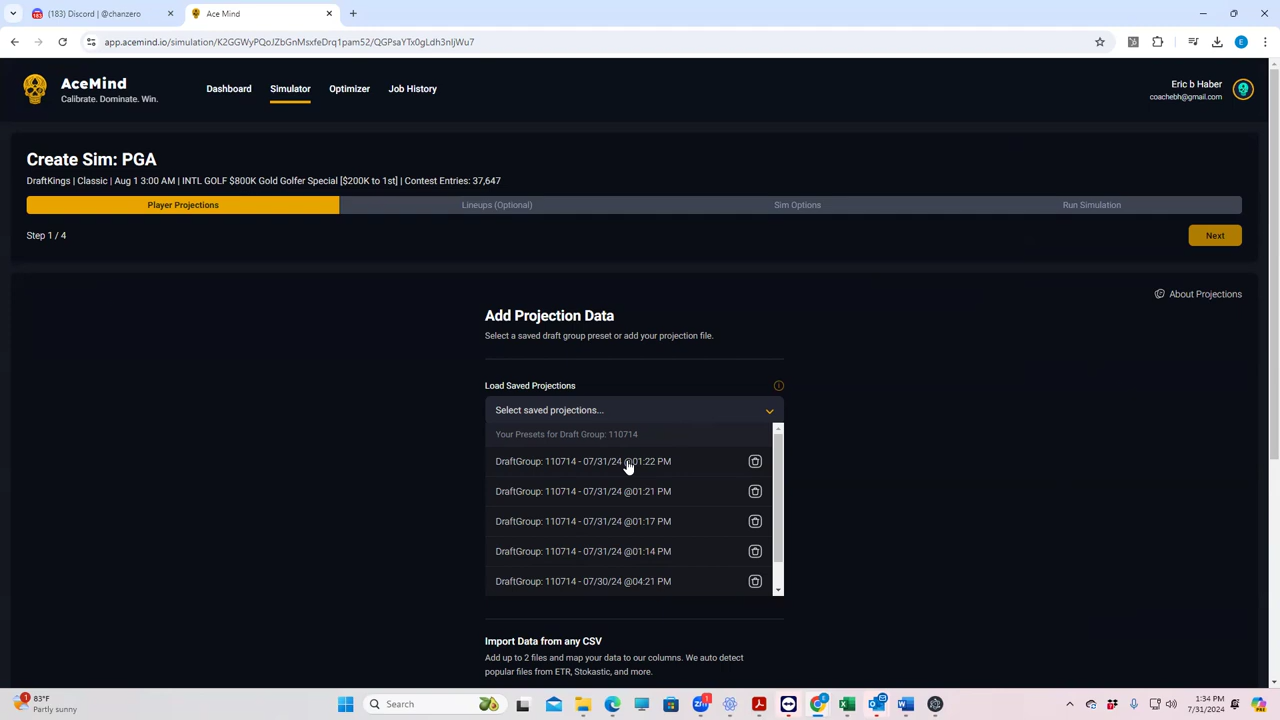 (183) Discord | @chanzero
Ace Mind
app.acemind.io/simulation/K2GGWyPQoJZbGnMsxfeDrq1pam52/QGPsaYTx0gLdh3nIjWu7
E
AceMind
Calibrate. Dominate. Win.
Dashboard
Simulator
Optimizer
Job History
Eric b Haber
coachebh@gmail.com
Create Sim: PGA
DraftKings | Classic | Aug 1 3:00 AM | INTL GOLF $800K Gold Golfer Special [$200K to 1st] | Contest Entries: 37,647
Player Projections
Lineups (Optional)
Sim Options
Run Simulation
Step 1 / 4
Next
About Projections
Add Projection Data
Select a saved draft group preset or add your projection file.
Load Saved Projections
Select saved projections...
Your Presets for Draft Group: 110714
DraftGroup: 110714 - 07/31/24 @01:22 PM
DraftGroup: 110714 - 07/31/24 @01:21 PM
DraftGroup: 110714 - 07/31/24 @01:17 PM
DraftGroup: 110714 - 07/31/24 @01:14 PM
DraftGroup: 110714 - 07/30/24 @04:21 PM
Import Data from any CSV
Add up to 2 files and map your data to our columns. We auto detect
popular files from ETR, Stokastic, and more.
83°F
Partly sunny
Search
1:34 PM
7/31/2024